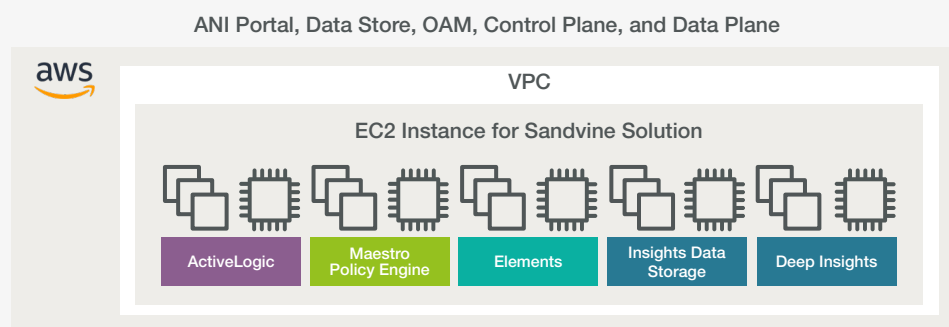 ANI Portal, Data Store, OAM, Control Plane, and Data Plane
aws
VPC
EC2 Instance for Sandvine Solution
ActiveLogic
Maestro
Policy Engine
Elements
Insights Data
Storage
Deep Insights